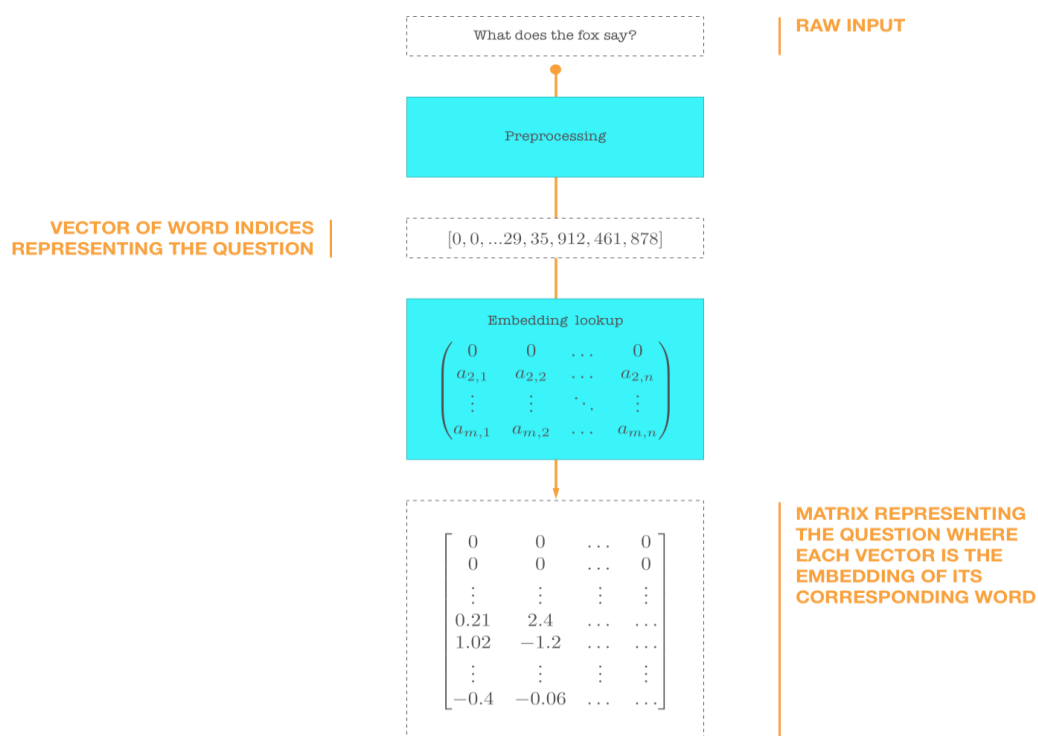 What does the fox say?
RAW INPUT
Preprocessing
VECTOR OF WORD INDICES
REPRESENTING THE QUESTION
[0, 0, ...29, 35, 912, 461, 878]
Embedding lookup
0 0 ... 0
a2,1 a2,2 ... a2,n
⋮ ⋮ ⋱ ⋮
am,1 am,2 ... am,n
MATRIX REPRESENTING
THE QUESTION WHERE
EACH VECTOR IS THE
EMBEDDING OF ITS
CORRESPONDING WORD
0 0 ... 0
0 0 ... 0
⋮ ⋮ ⋮ ⋮
0.21 2.4 ... ...
1.02 −1.2 ... ...
⋮ ⋮ ⋮ ⋮
−0.4 −0.06 ... ...